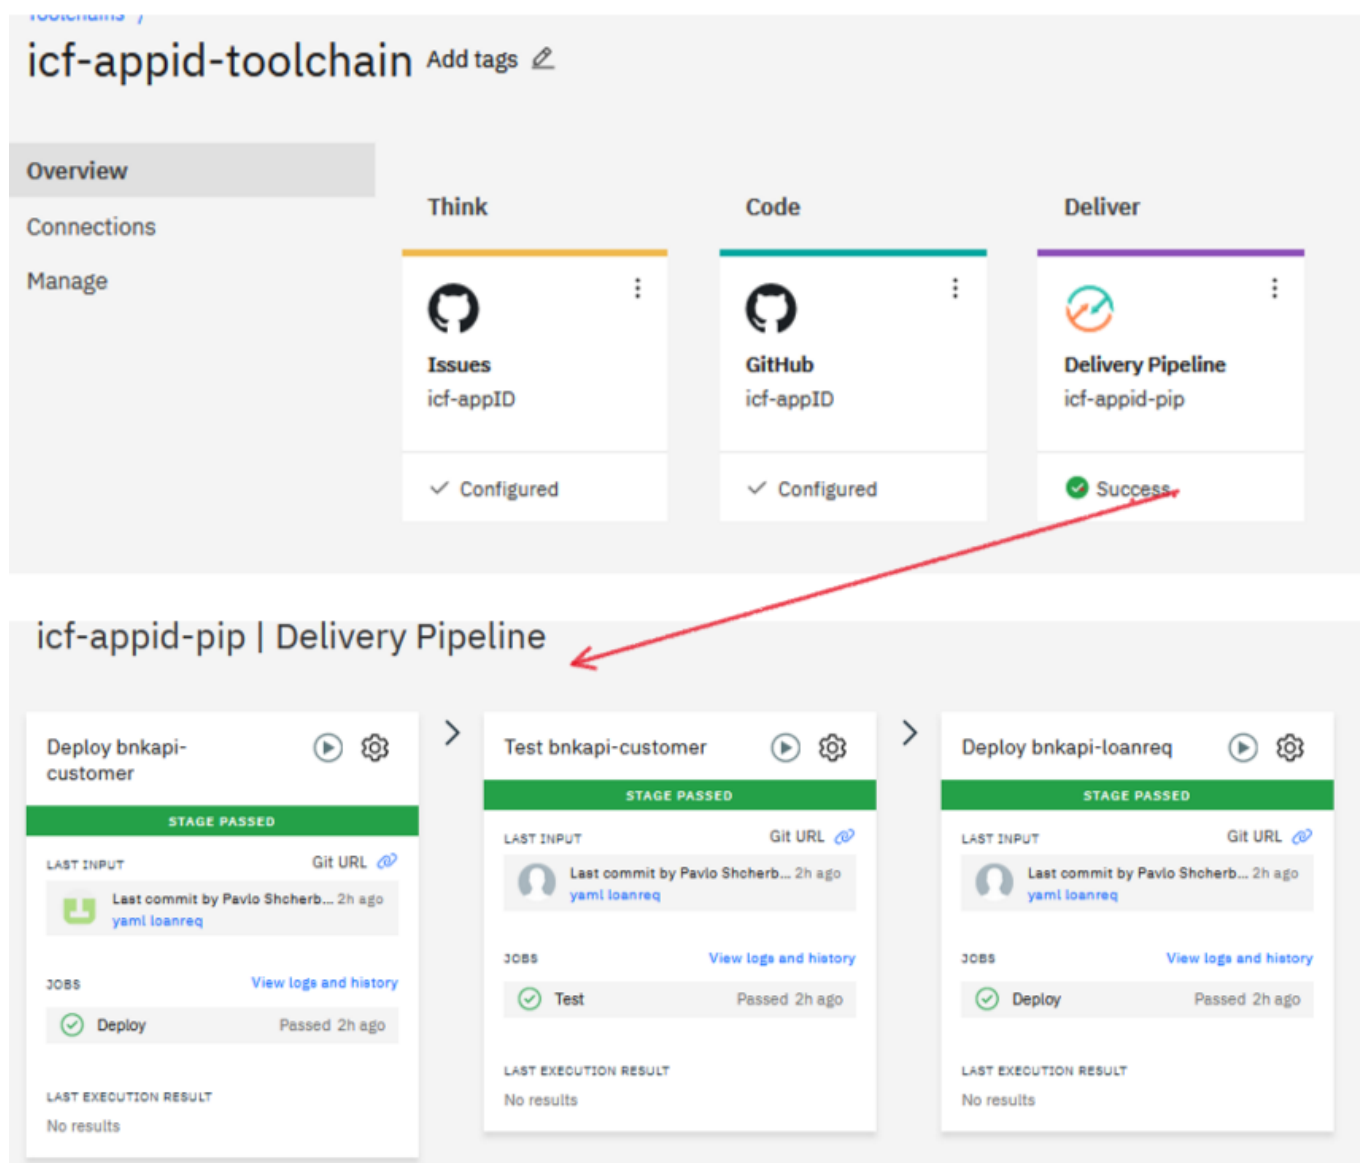 Toolchains /
icf-appid-toolchain Add tags
Overview
Connections
Manage
Think
Code
Deliver
Issues
icf-appID
Configured
GitHub
icf-appID
Configured
Delivery Pipeline
icf-appid-pip
Success
icf-appid-pip | Delivery Pipeline
Deploy bnkapi-
customer
STAGE PASSED
LAST INPUT Git URL
Last commit by Pavlo Shcherb... 2h ago
yaml loanreq
JOBS View logs and history
Deploy Passed 2h ago
LAST EXECUTION RESULT
No results
Test bnkapi-customer
STAGE PASSED
LAST INPUT Git URL
Last commit by Pavlo Shcherb... 2h ago
yaml loanreq
JOBS View logs and history
Test Passed 2h ago
LAST EXECUTION RESULT
No results
Deploy bnkapi-loanreq
STAGE PASSED
LAST INPUT Git URL
Last commit by Pavlo Shcherb... 2h ago
yaml loanreq
JOBS View logs and history
Deploy Passed 2h ago
LAST EXECUTION RESULT
No results